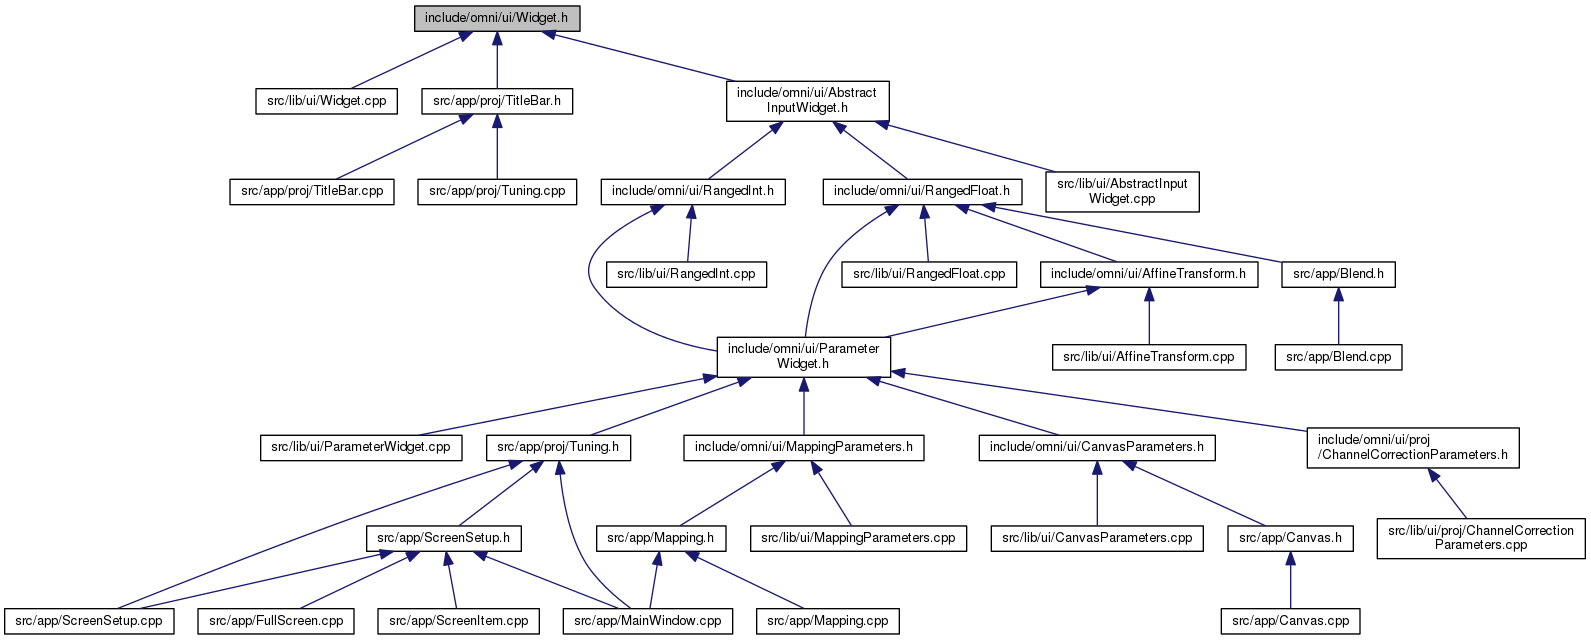 include/omni/ui/Widget.h
src/lib/ui/Widget.cpp
src/app/proj/TitleBar.h
include/omni/ui/Abstract
InputWidget.h
src/app/proj/TitleBar.cpp
src/app/proj/Tuning.cpp
include/omni/ui/RangedInt.h
include/omni/ui/RangedFloat.h
src/lib/ui/AbstractInput
Widget.cpp
src/lib/ui/RangedInt.cpp
src/lib/ui/RangedFloat.cpp
include/omni/ui/AffineTransform.h
src/app/Blend.h
include/omni/ui/Parameter
Widget.h
src/lib/ui/AffineTransform.cpp
src/app/Blend.cpp
src/lib/ui/ParameterWidget.cpp
src/app/proj/Tuning.h
include/omni/ui/MappingParameters.h
include/omni/ui/CanvasParameters.h
include/omni/ui/proj
/ChannelCorrectionParameters.h
src/app/ScreenSetup.h
src/app/Mapping.h
src/lib/ui/MappingParameters.cpp
src/lib/ui/CanvasParameters.cpp
src/app/Canvas.h
src/lib/ui/proj/ChannelCorrection
Parameters.cpp
src/app/ScreenSetup.cpp
src/app/FullScreen.cpp
src/app/ScreenItem.cpp
src/app/MainWindow.cpp
src/app/Mapping.cpp
src/app/Canvas.cpp